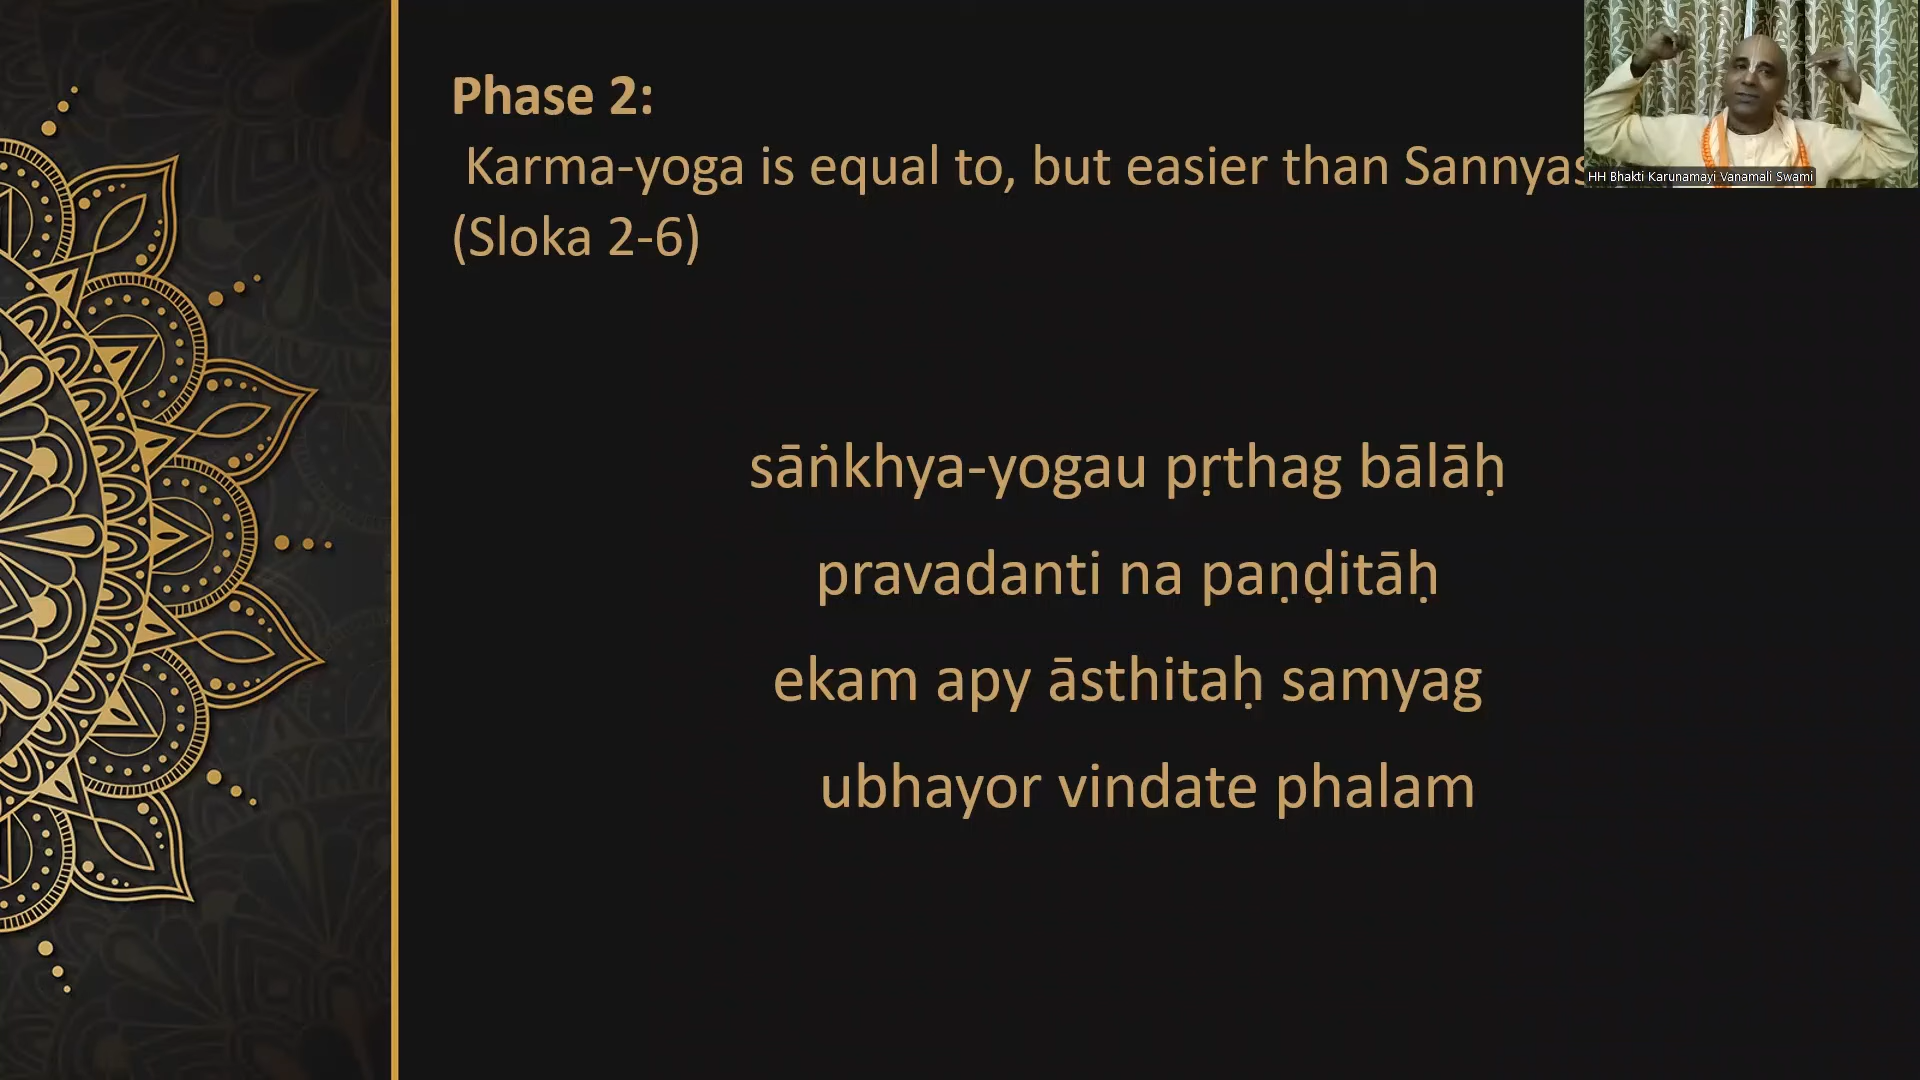 Phase 2:
Karma-yoga is equal to, but easier than Sannyas
(Sloka 2-6)
HH Bhakti Karunamayi Vanamali Swami
sāṅkhya-yogau pṛthag bālāḥ
pravadanti na paṇḍitāḥ
ekam apy āsthitaḥ samyag
ubhayor vindate phalam